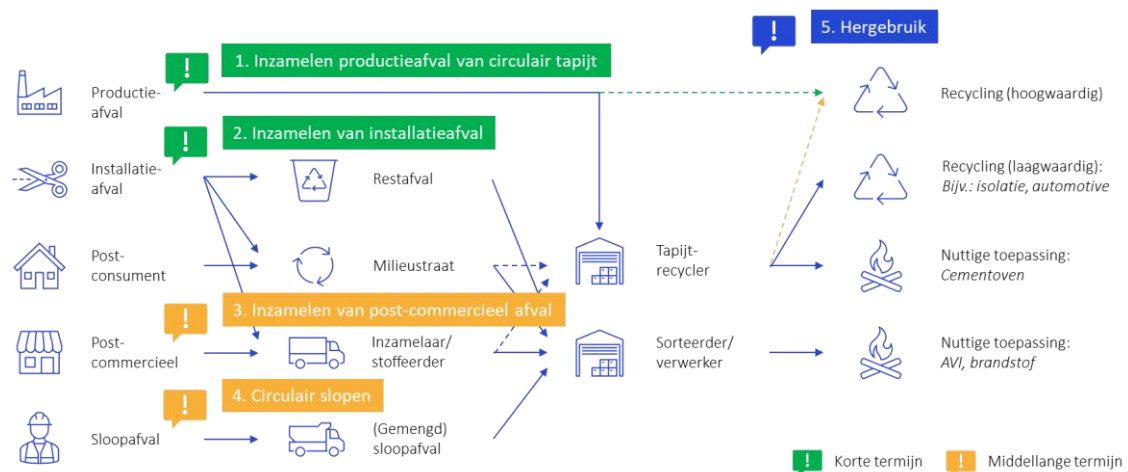 5. Hergebruik
1. Inzamelen productieafval van circulair tapijt
Productie-
afval
Recycling (hoogwaardig)
2. Inzamelen van installatieafval
Installatie-
afval
Restafval
Recycling (laagwaardig):
Bijv.: isolatie, automotive
Post-
consument
Milieustraat
Tapijt-
recycler
Nuttige toepassing:
Cementoven
3. Inzamelen van post-commercieel afval
Post-
commercieel
Inzamelaar/
stoffeerder
Sorteerder/
verwerker
Nuttige toepassing:
AVI, brandstof
4. Circulair slopen
Sloopafval
(Gemengd)
sloopafval
! Korte termijn
! Middellange termijn